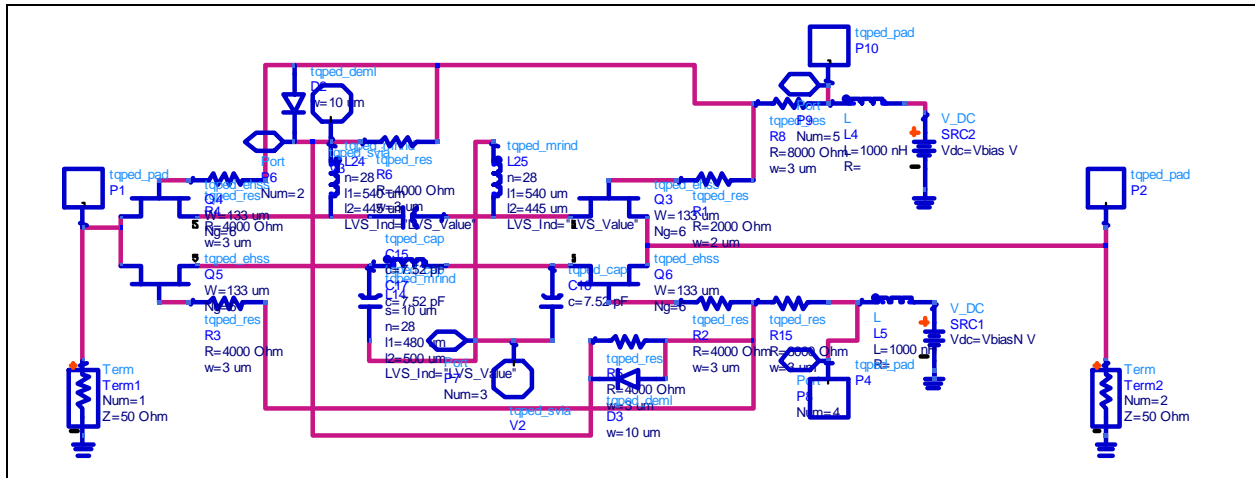 tqped_pad
P10
tqped_deml
D2
w=10 um
V_DC
SRC2
Vdc=Vbias V
Port
P9
Num=5
tqped_res
R8
R=8000 Ohm
w=3 um
L
L4
L=1000 nH
R=
tqped_pad
P1
Port
P6
Num=2
tqped_svia
L24
n=28
l1=540 um
l2=445 um
LVS_Ind="LVS_Value"
tqped_res
R6
R=4000 Ohm
w=3 um
tqped_mrind
L25
n=28
l1=540 um
l2=445 um
LVS_Ind="LVS_Value"
tqped_pad
P2
tqped_ehss
Q4
W=133 um
Ng=6
tqped_res
R4
R=4000 Ohm
w=3 um
tqped_ehss
Q3
W=133 um
Ng=6
tqped_res
R1
R=2000 Ohm
w=2 um
tqped_cap
C15
c=7.52 pF
tqped_ehss
Q5
W=133 um
Ng=6
tqped_mrind
L14
s=10 um
n=28
l1=480 um
l2=500 um
LVS_Ind="LVS_Value"
C17
c=7.52 pF
tqped_cap
c=7.52 pF
tqped_ehss
Q6
W=133 um
Ng=6
tqped_res
R3
R=4000 Ohm
w=3 um
tqped_res
R2
R=4000 Ohm
w=3 um
tqped_res
R15
w=3 um
L
L5
L=1000 nH
R=
V_DC
SRC1
Vdc=VbiasN V
Port
P7
Num=3
tqped_svia
V2
tqped_res
R=4000 Ohm
w=3 um
tqped_deml
D3
w=10 um
Port
P8
Num=4
tqped_pad
P4
Term
Term1
Num=1
Z=50 Ohm
Term
Term2
Num=2
Z=50 Ohm